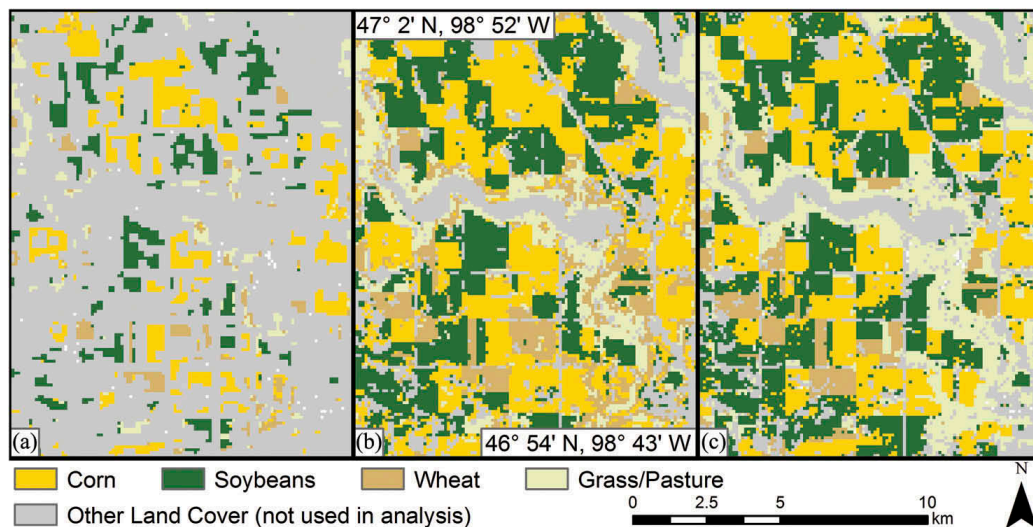 47° 2' N, 98° 52' W
(a)
(b)
46° 54' N, 98° 43' W
(c)
Corn
Soybeans
Wheat
Grass/Pasture
Other Land Cover (not used in analysis)
0 2.5 5 10
km
N